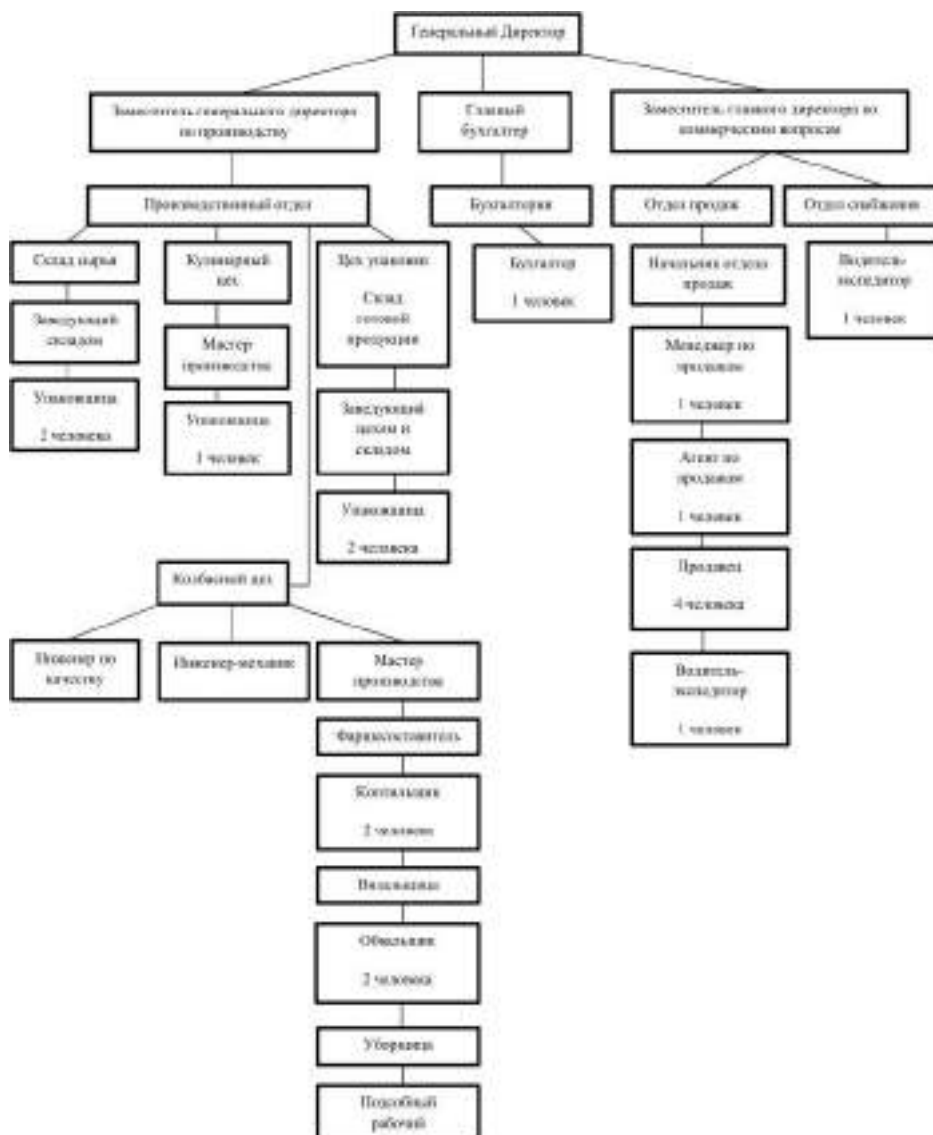 Генеральный Директор
Заместитель генерального директора
по производству
Главный
бухгалтер
Заместитель главного директора по
коммерческим вопросам
Производственный отдел
Бухгалтерия
Отдел продаж
Отдел снабжения
Склад сырья
Заведующий
складом
Упаковщица
2 человека
Кулинарный
цех
Мастер
производства
Упаковщица
1 человек
Цех упаковки
Склад
готовой
продукции
Заведующий
цехом и
складом
Упаковщица
2 человека
Бухгалтер
1 человек
Начальник отдела
продаж
Менеджер по
продажам
1 человек
Агент по
продажам
1 человек
Продавец
4 человека
Водитель-
экспедитор
1 человек
Водитель-
экспедитор
1 человек
Колбасный цех
Инженер по
качеству
Инженер-механик
Мастер
производства
Фаршесоставитель
Коптильщик
2 человека
Вязальщица
Обвальщик
2 человека
Уборщица
Подсобный
рабочий